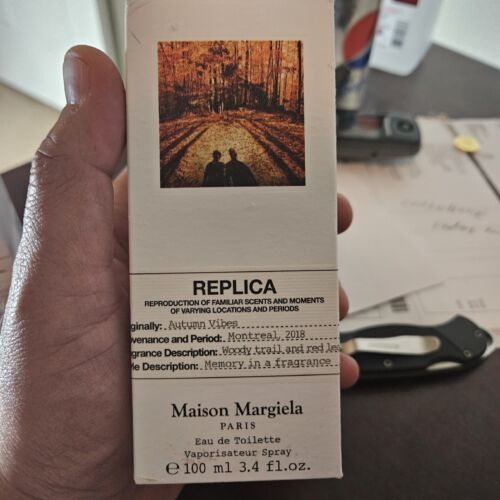 REPLICA
REPRODUCTION OF FAMILIAR SCENTS AND MOMENTS
OF VARYING LOCATIONS AND PERIODS
ginally: Autumn Vibes
venance and Period: Montreal, 2018
grance Description: Woody trail and red lea
le Description: Memory in a fragrance
Maison Margiela
PARIS
Eau de Toilette
Vaporisateur Spray
℮ 100 ml 3.4 fl.oz.